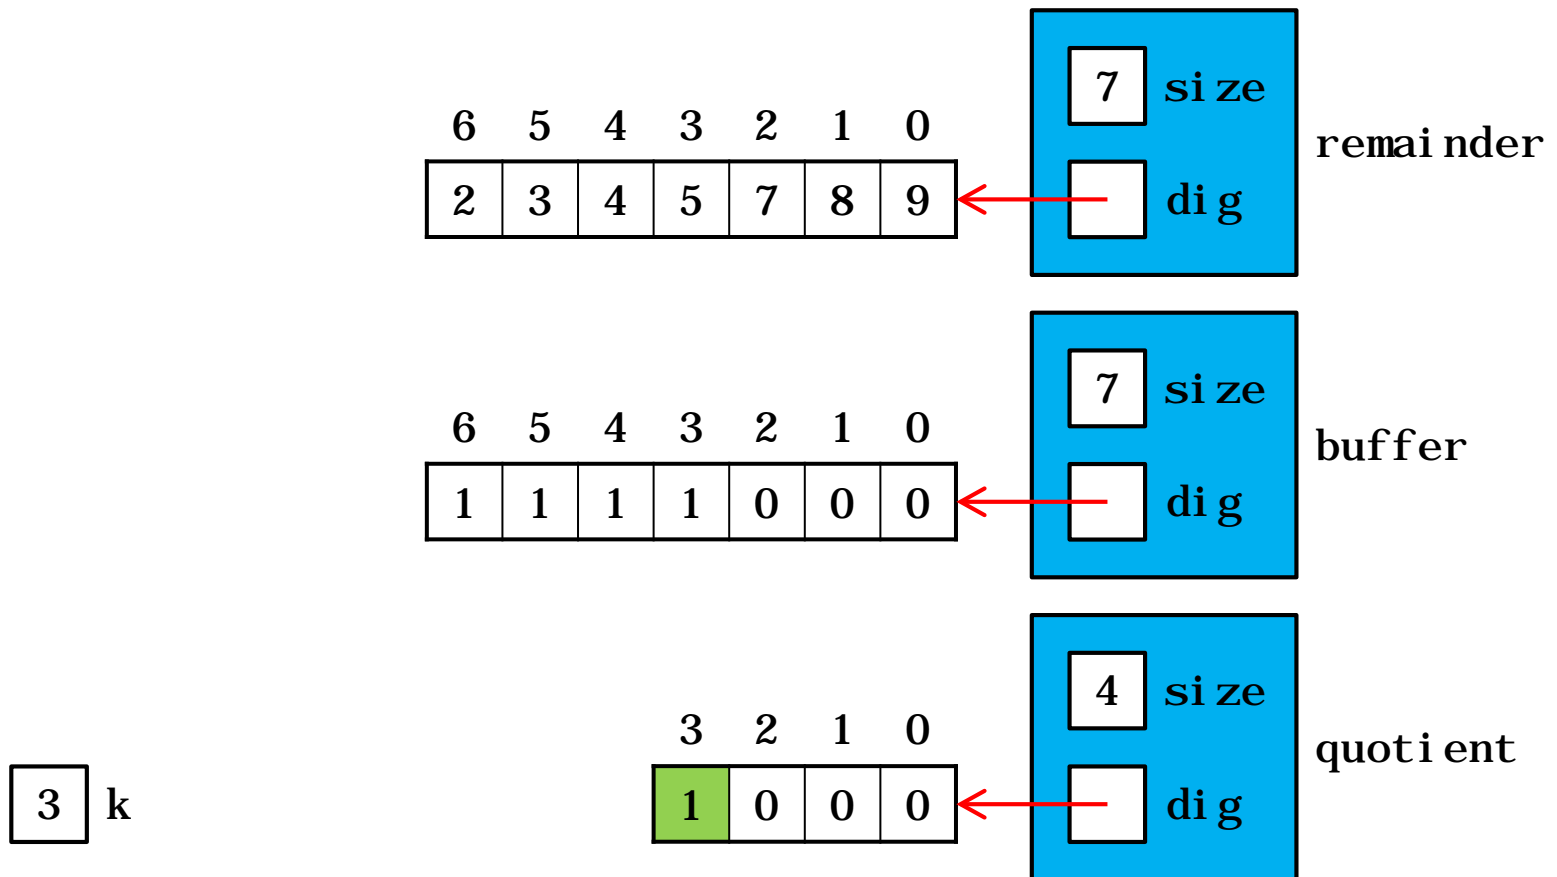 7 size
6 5 4 3 2 1 0
remainder
2 3 4 5 7 8 9
dig
7 size
6 5 4 3 2 1 0
buffer
1 1 1 1 0 0 0
dig
4 size
3 2 1 0
quotient
3 k
1 0 0 0
dig